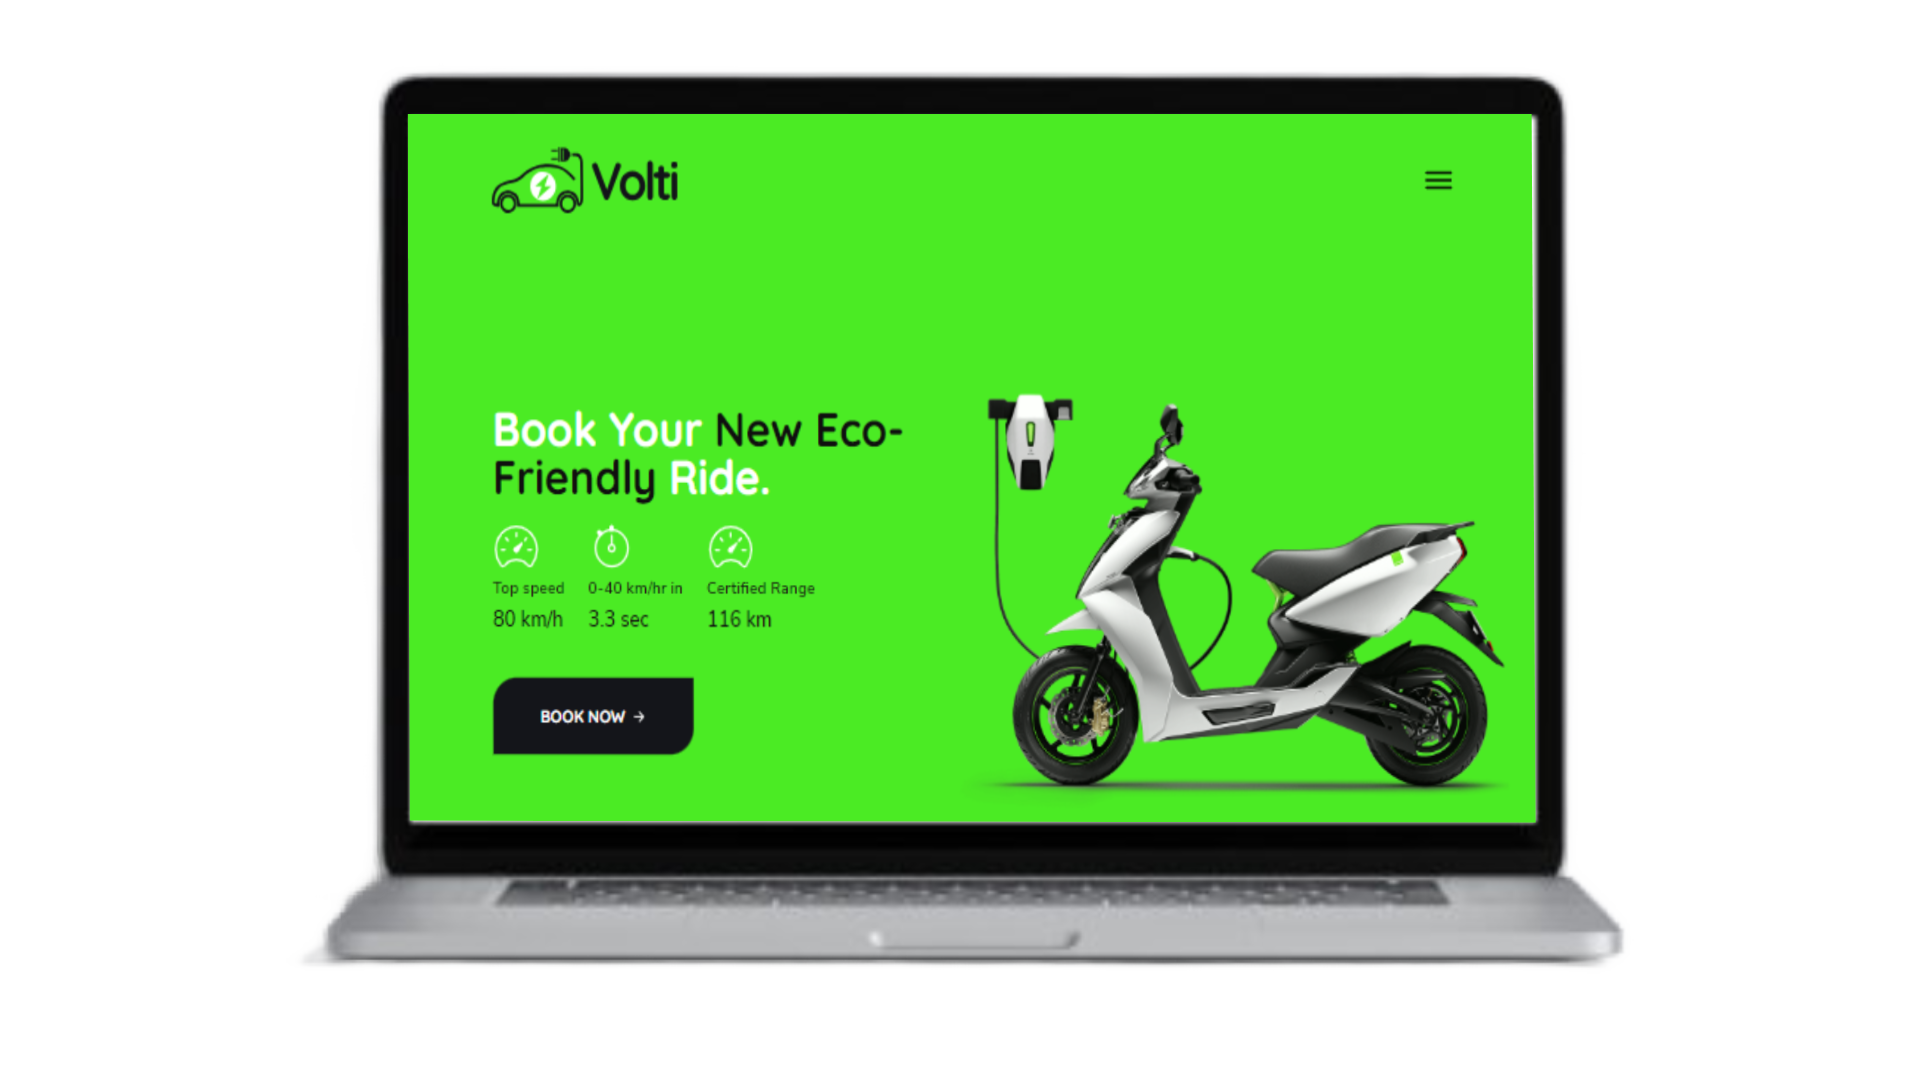 Volti
Book Your New Eco-
Friendly Ride.
Top speed
80 km/h
0-40 km/hr in
3.3 sec
Certified Range
116 km
BOOK NOW →